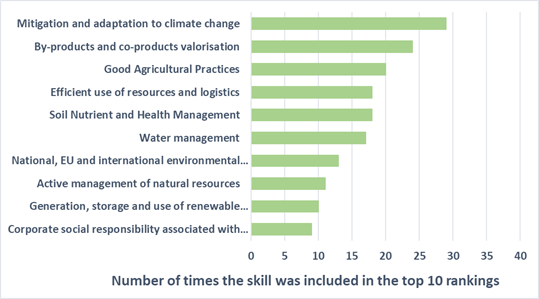 Mitigation and adaptation to climate change
By-products and co-products valorisation
Good Agricultural Practices
Efficient use of resources and logistics
Soil Nutrient and Health Management
Water management
National, EU and international environmental...
Active management of natural resources
Generation, storage and use of renewable...
Corporate social responsibility associated with...
0 5 10 15 20 25 30 35 40
Number of times the skill was included in the top 10 rankings